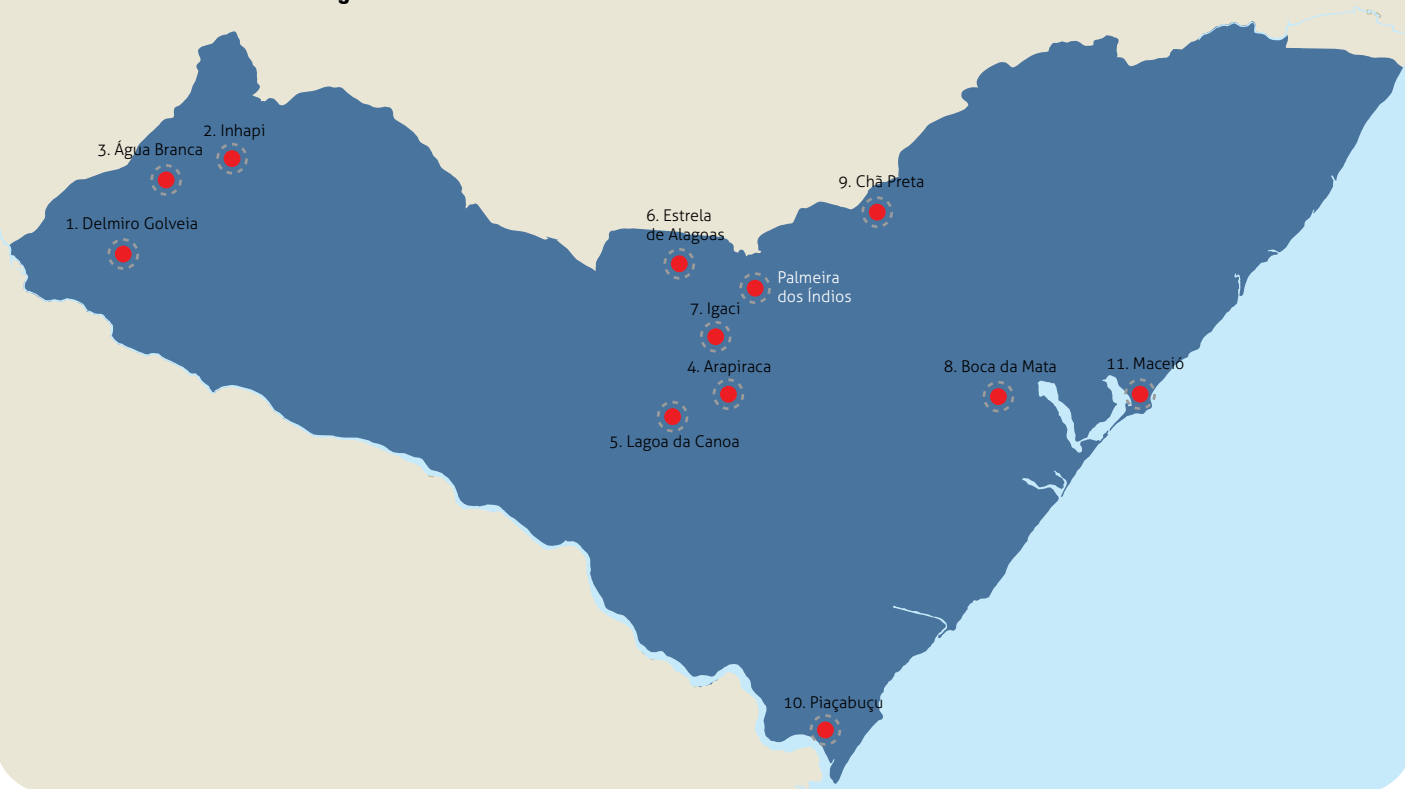 2. Inhapi
3. Água Branca
9. Chã Preta
6. Estrela
de Alagoas
1. Delmiro Golveia
Palmeira
dos Índios
7. Igaci
4. Arapiraca
8. Boca da Mata
11. Maceió
5. Lagoa da Canoa
10. Piaçabuçu